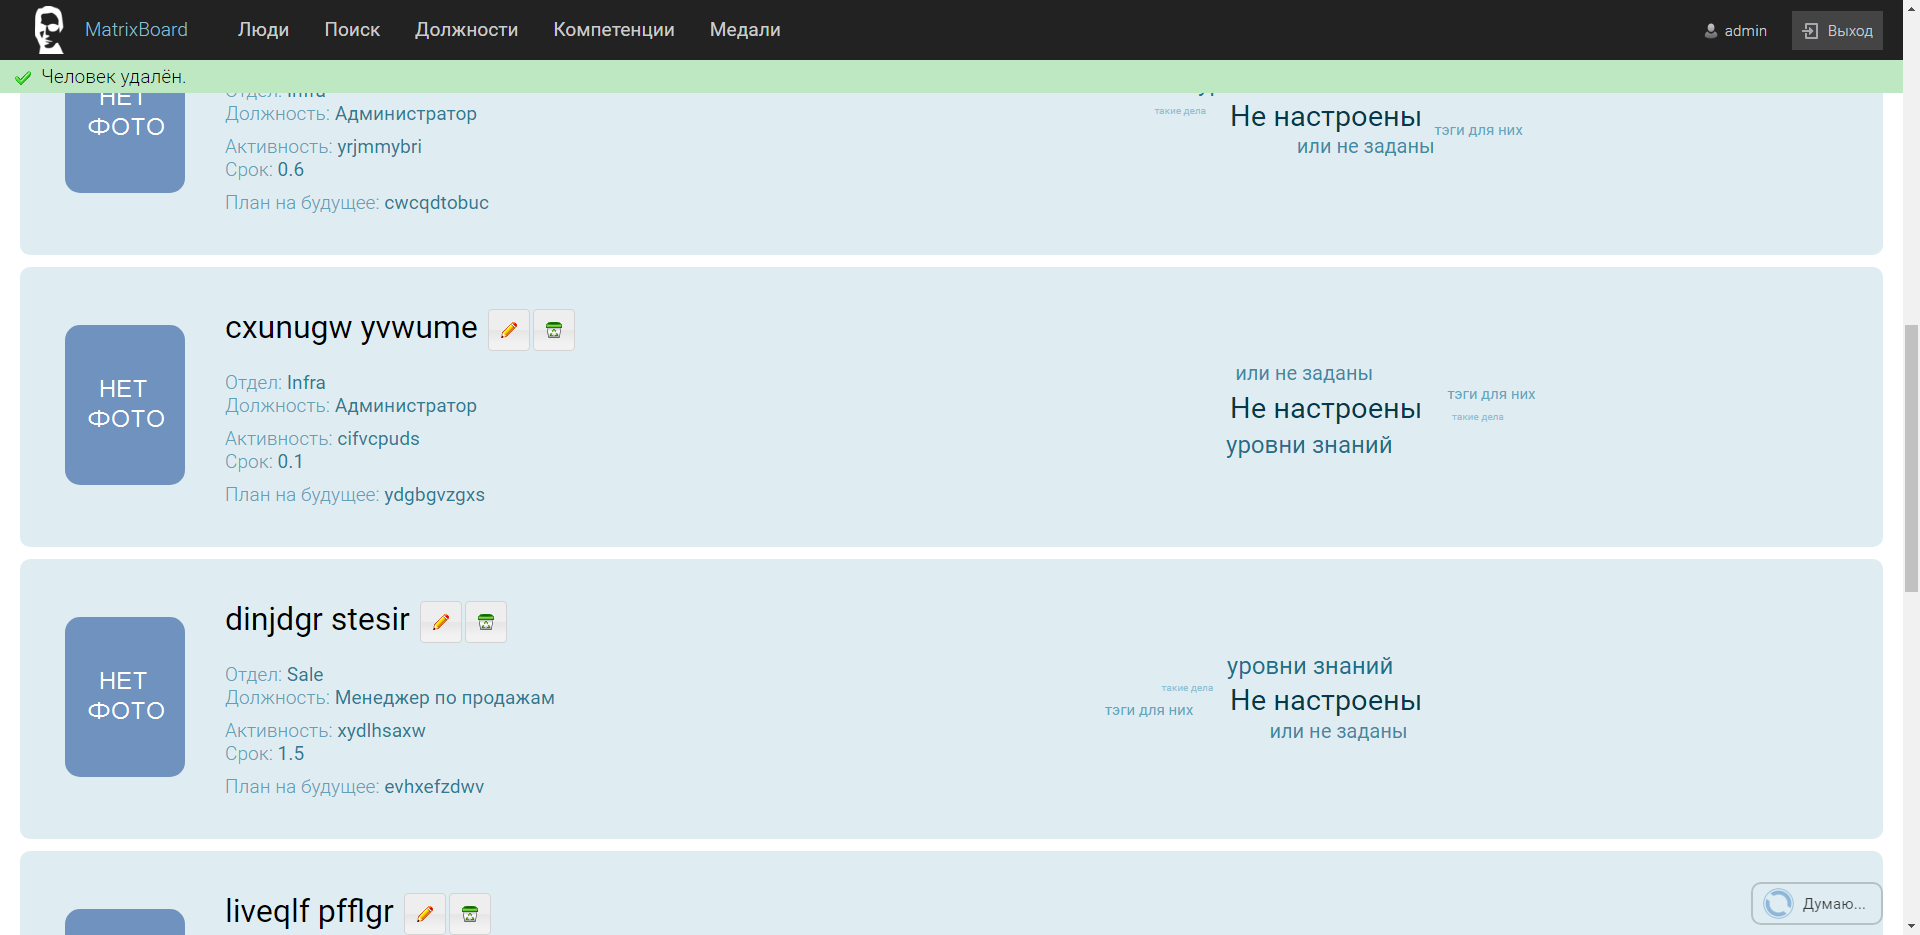 MatrixBoard Люди Поиск Должности Компетенции Медали admin Выход
Человек удалён.
НЕТ
ФОТО
Отдел: Infra
Должность: Администратор
Активность: yrjmmybri
Срок: 0.6
План на будущее: cwcqdtobuc
такие дела
Не настроены
тэги для них
или не заданы
cxunugw yvwume
НЕТ
ФОТО
Отдел: Infra
Должность: Администратор
Активность: cifvcpuds
Срок: 0.1
План на будущее: ydgbgvzgxs
или не заданы
тэги для них
Не настроены
такие дела
уровни знаний
dinjdgr stesir
НЕТ
ФОТО
Отдел: Sale
Должность: Менеджер по продажам
Активность: xydlhsaxw
Срок: 1.5
План на будущее: evhxefzdwv
уровни знаний
такие дела
Не настроены
тэги для них
или не заданы
liveqlf pfflgr
Думаю...